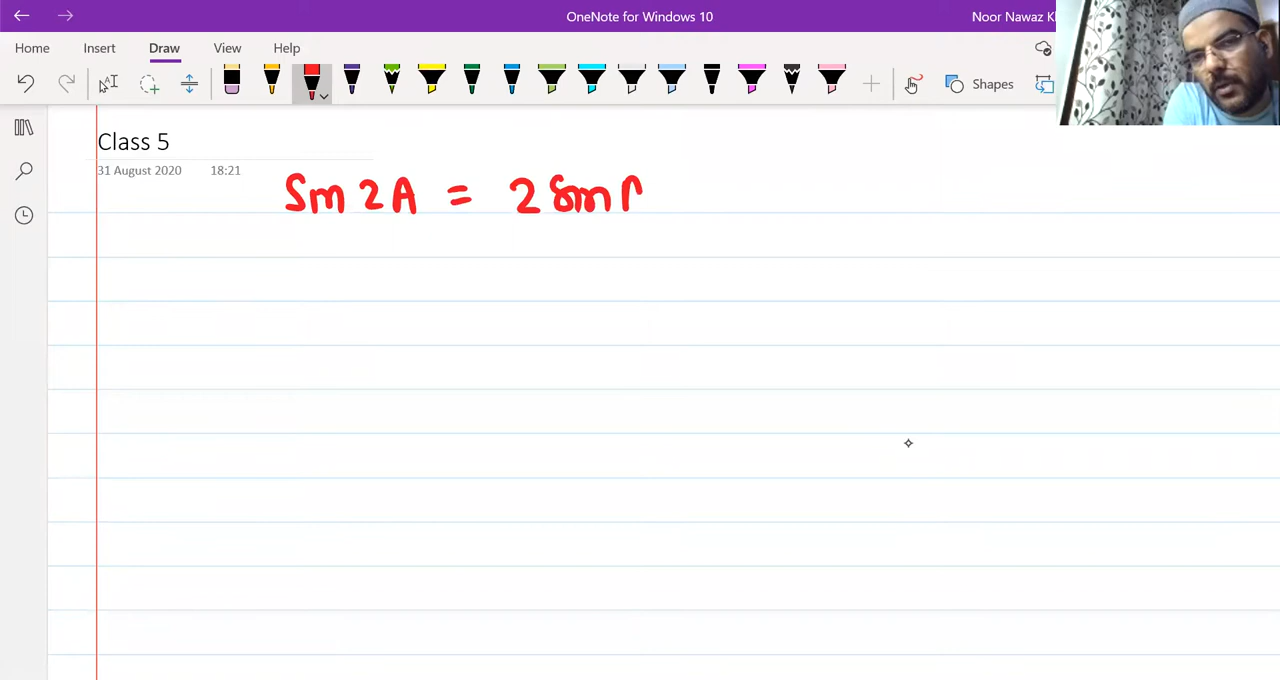 OneNote for Windows 10
Noor Nawaz Kh
Home Insert Draw View Help
Shapes
Class 5
31 August 2020 18:21
Sin 2A = 2 Sin